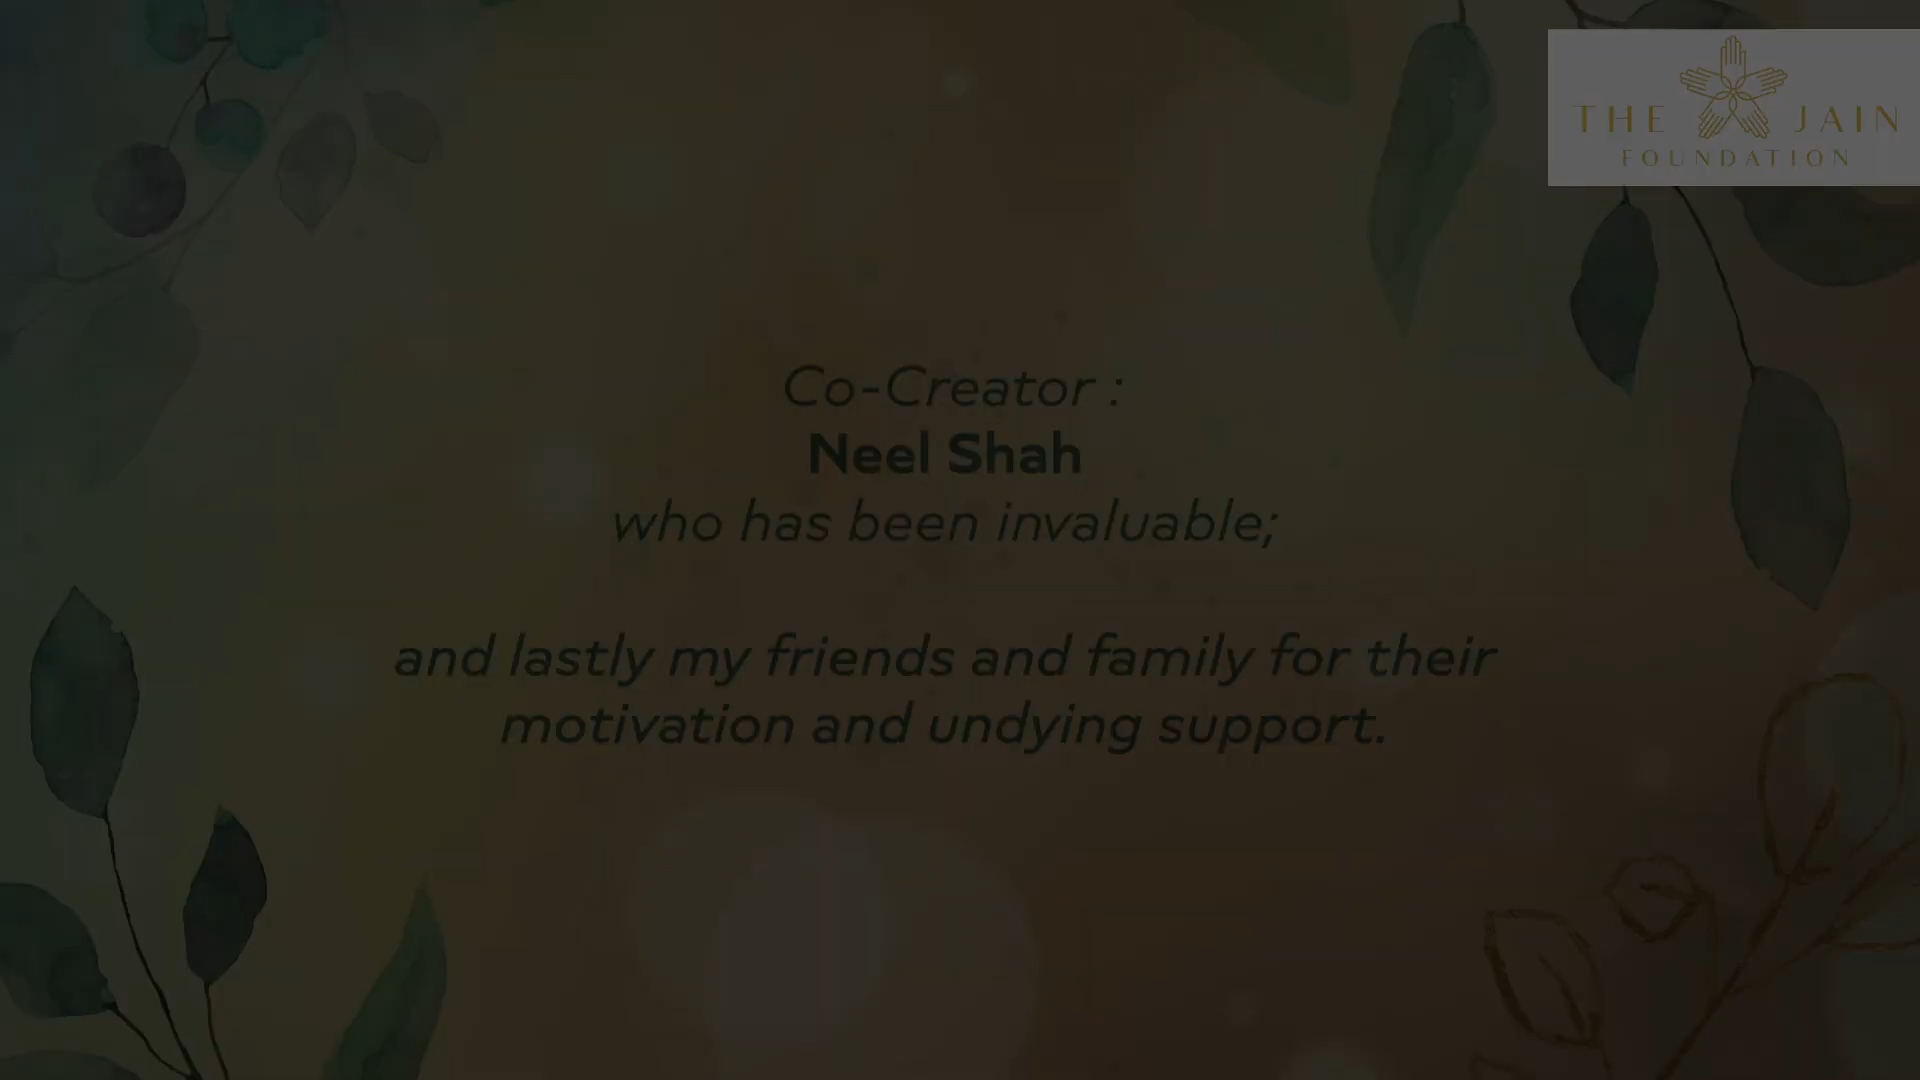 THE JAIN
FOUNDATION
Co-Creator :
Neel Shah
who has been invaluable;
and lastly my friends and family for their
motivation and undying support.